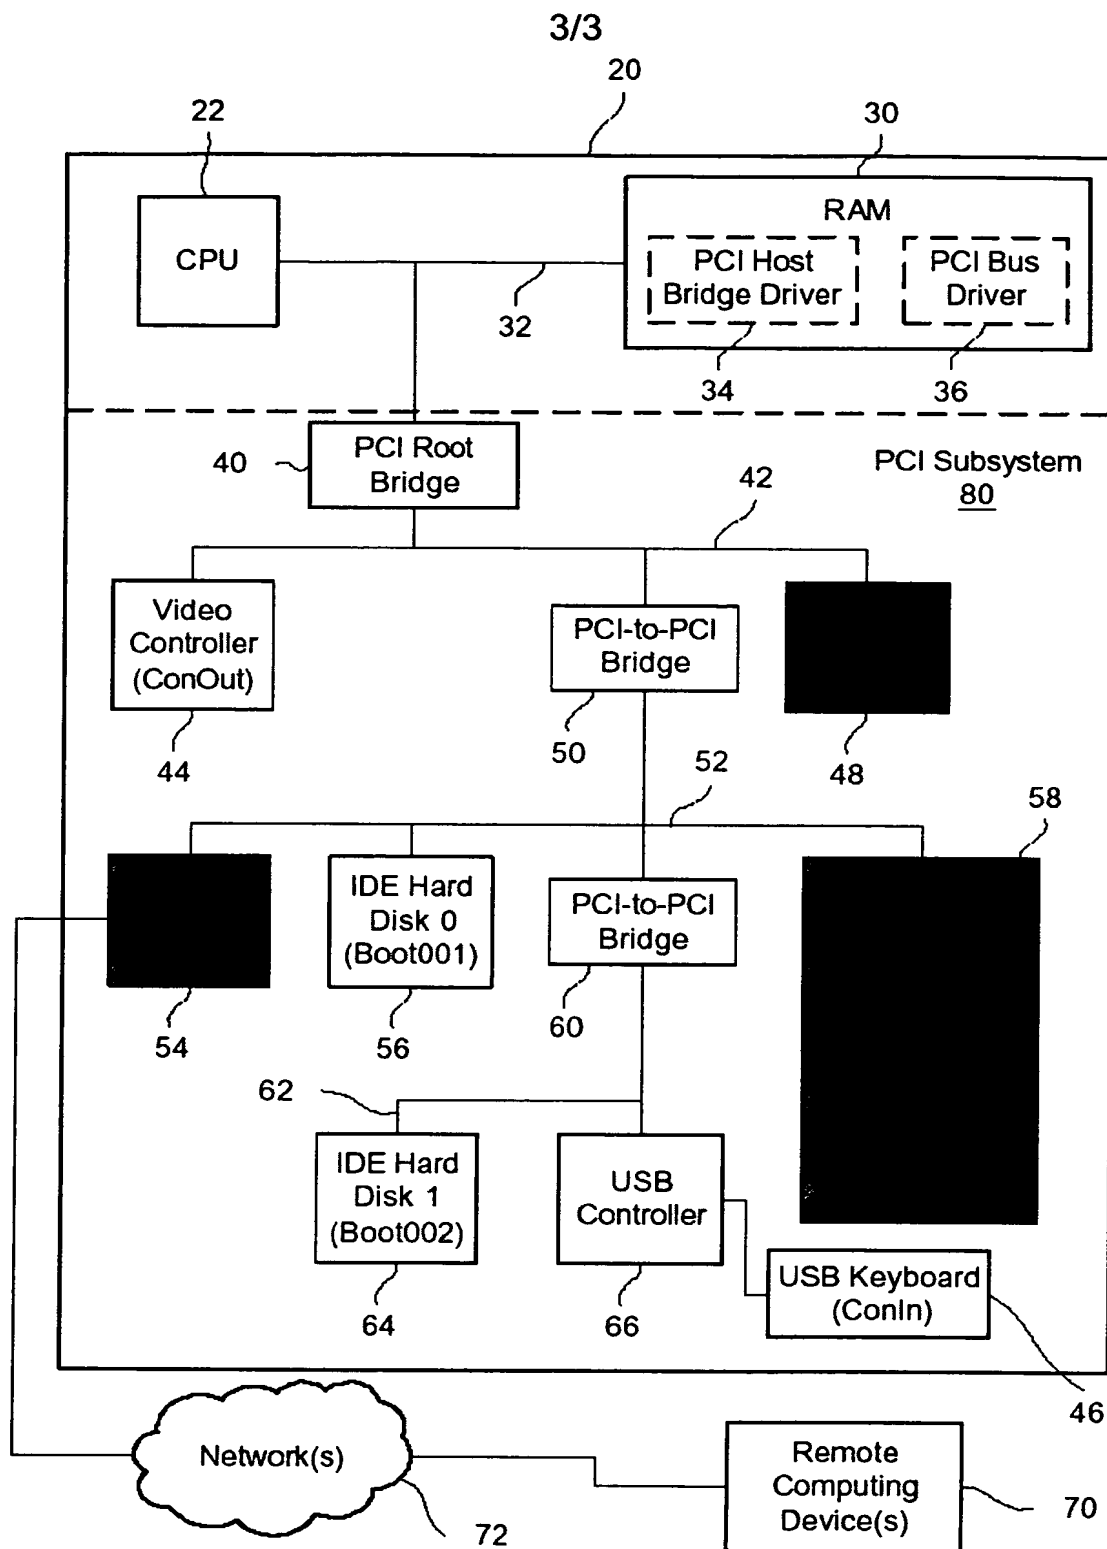 3/3
20
22
30
CPU
RAM
PCI Host
Bridge Driver
PCI Bus
Driver
32
34
36
PCI Root
Bridge
40
PCI Subsystem
80
42
Video
Controller
(ConOut)
PCI-to-PCI
Bridge
44
50
48
52
58
IDE Hard
Disk 0
(Boot001)
PCI-to-PCI
Bridge
54
56
60
62
IDE Hard
Disk 1
(Boot002)
USB
Controller
USB Keyboard
(ConIn)
64
66
46
Network(s)
Remote
Computing
Device(s)
70
72